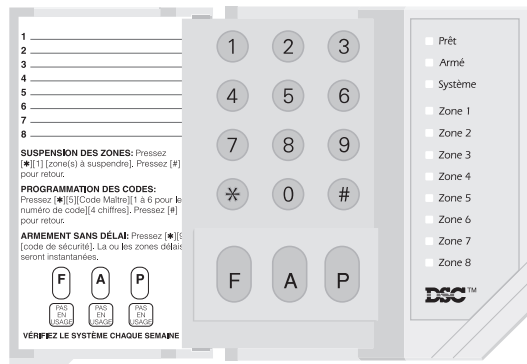 1
2
3
4
5
6
7
8
SUSPENSION DES ZONES: Pressez
[✱][1] [zone(s) à suspendre]. Pressez [#]
pour retour.
PROGRAMMATION DES CODES:
Pressez [✱][5][Code Maître][1 à 6 pour le
numéro de code][4 chiffres]. Pressez [#]
pour retour.
ARMEMENT SANS DÉLAI: Pressez [✱][9
[code de sécurité]. La ou les zones délais
seront instantanées.
F A P
PAS EN USAGE PAS EN USAGE PAS EN USAGE
VÉRIFIEZ LE SYSTÈME CHAQUE SEMAINE
1 2 3
4 5 6
7 8 9
✱ 0 #
F A P
Prêt
Armé
Système
Zone 1
Zone 2
Zone 3
Zone 4
Zone 5
Zone 6
Zone 7
Zone 8
DSC™